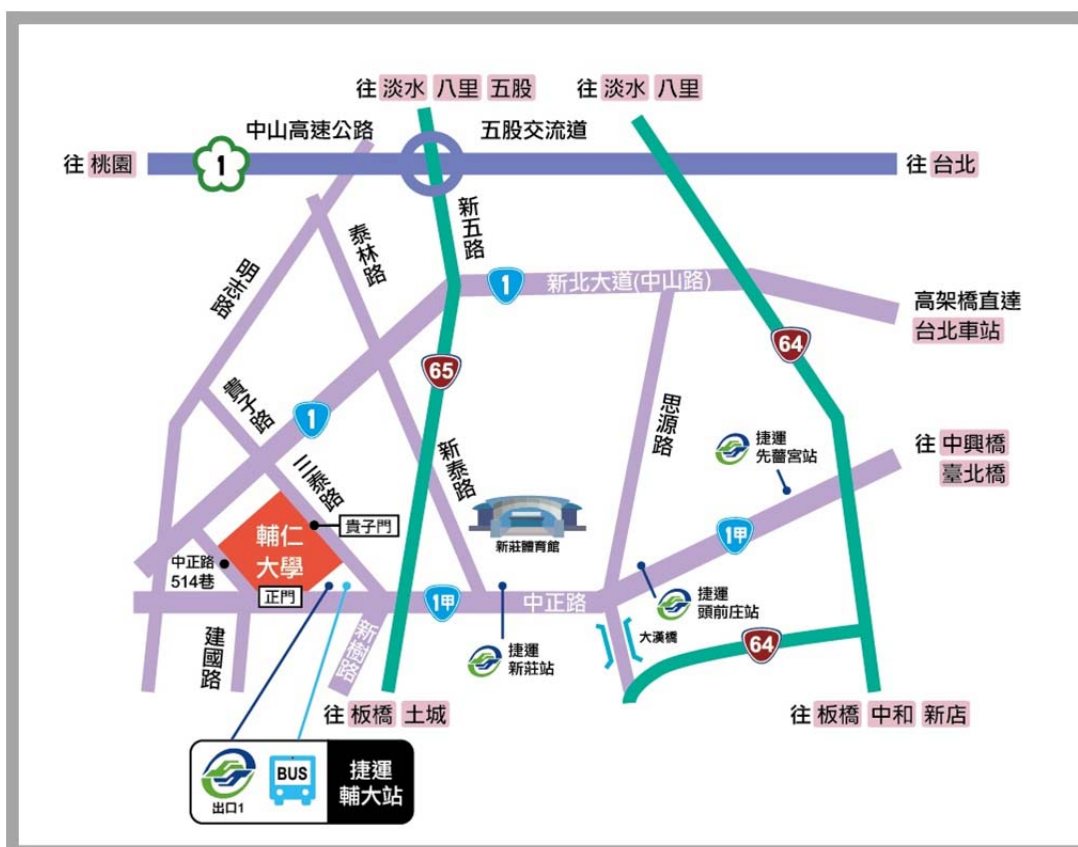 往 淡水 八里 五股
往 淡水 八里
中山高速公路
五股交流道
往 桃園
1
往 台北
新五路
泰林路
明志路
1
新北大道(中山路)
高架橋直達
台北車站
64
65
貴子路
1
思源路
新泰路
捷運
先嗇宮站
往 中興橋
臺北橋
三泰路
貴子門
輔仁
大學
新莊體育館
1甲
中正路
514巷
正門
1甲
中正路
捷運
頭前庄站
大漢橋
建國路
新樹路
捷運
新莊站
64
往 板橋 土城
往 板橋 中和 新店
BUS
出口1
捷運
輔大站